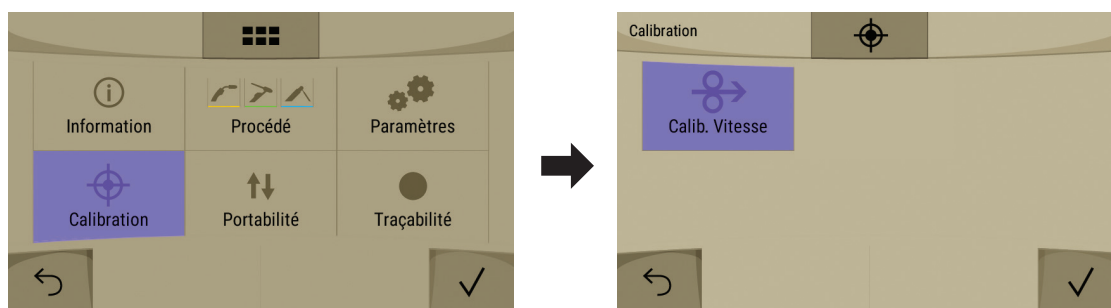 Information
Procédé
Paramètres
Calibration
Portabilité
Traçabilité
Calibration
Calib. Vitesse